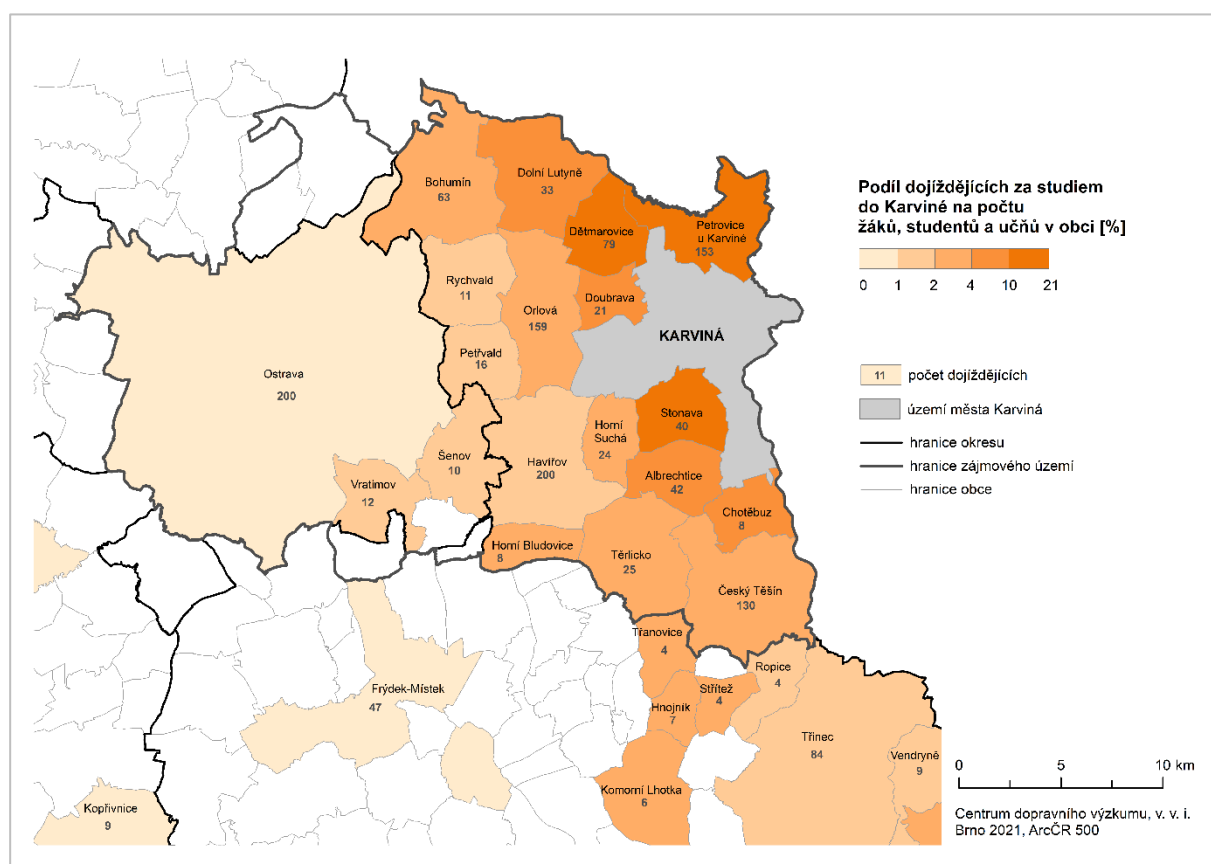 Podíl dojíždějících za studiem
do Karviné na počtu
žáků, studentů a učňů v obci [%]
0 1 2 4 10 21
11 počet dojíždějících
území města Karviná
hranice okresu
hranice zájmového území
hranice obce
Bohumín
63
Dolní Lutyně
33
Dětmarovice
79
Petrovice
u Karviné
153
Rychvald
11
Orlová
159
Doubrava
21
KARVINÁ
Petřvald
16
Ostrava
200
Stonava
40
Horní
Suchá
24
Šenov
10
Havířov
200
Albrechtice
42
Vratimov
12
Chotěbuz
8
Horní Bludovice
8
Těrlicko
25
Český Těšín
130
Třanovice
4
Ropice
4
Střítež
4
Hnojník
7
Frýdek-Místek
47
Třinec
84
Vendryně
9
Komorní Lhotka
6
Kopřivnice
9
0 5 10 km
Centrum dopravního výzkumu, v. v. i.
Brno 2021, ArcČR 500